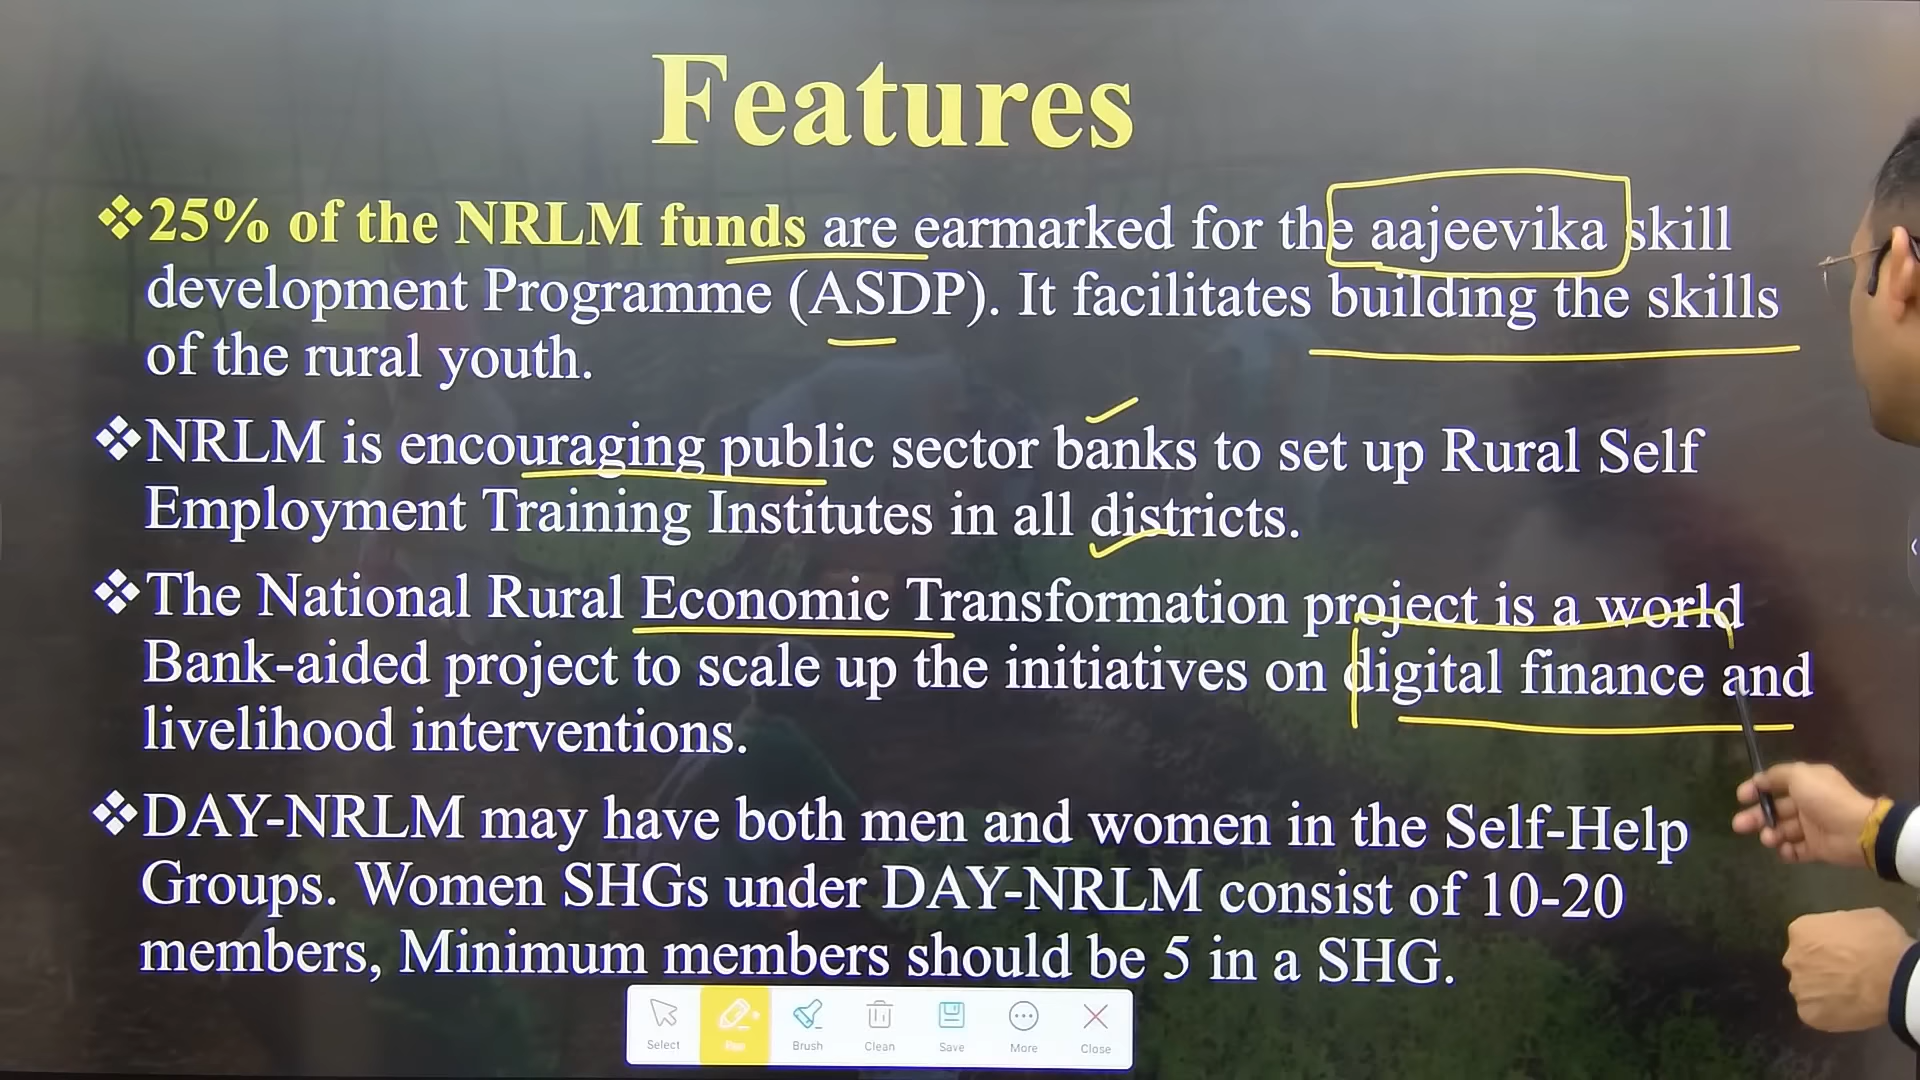 Features
❖25% of the NRLM funds are earmarked for the aajeevika skill
development Programme (ASDP). It facilitates building the skills
of the rural youth.
❖NRLM is encouraging public sector banks to set up Rural Self
Employment Training Institutes in all districts.
❖The National Rural Economic Transformation project is a world
Bank-aided project to scale up the initiatives on digital finance and
livelihood interventions.
❖DAY-NRLM may have both men and women in the Self-Help
Groups. Women SHGs under DAY-NRLM consist of 10-20
members, Minimum members should be 5 in a SHG.
Select Pen Brush Clean Save More Close